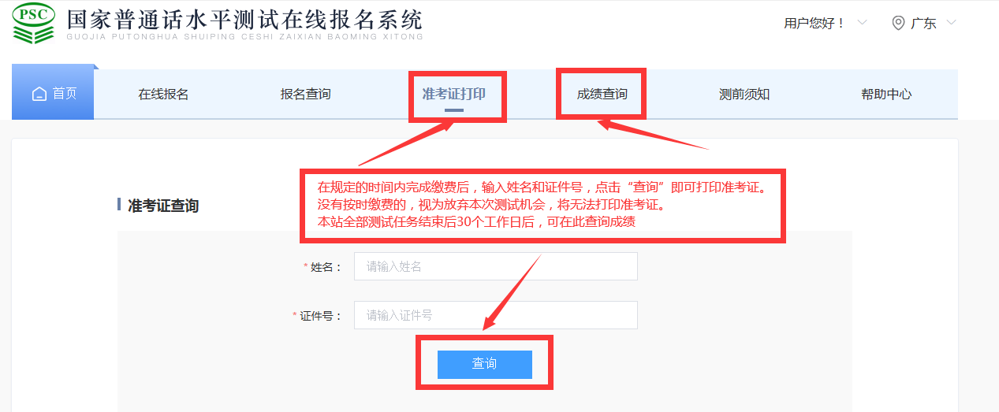 PSC
国家普通话水平测试在线报名系统
GUOJIA PUTONGHUA SHUIPING CESHI ZAIXIAN BAOMING XITONG
用户您好！
广东
首页
在线报名
报名查询
准考证打印
成绩查询
测前须知
帮助中心
在规定的时间内完成缴费后，输入姓名和证件号，点击“查询”即可打印准考证。
没有按时缴费的，视为放弃本次测试机会，将无法打印准考证。
本站全部测试任务结束后30个工作日后，可在此查询成绩
准考证查询
* 姓名： 请输入姓名
* 证件号： 请输入证件号
查询